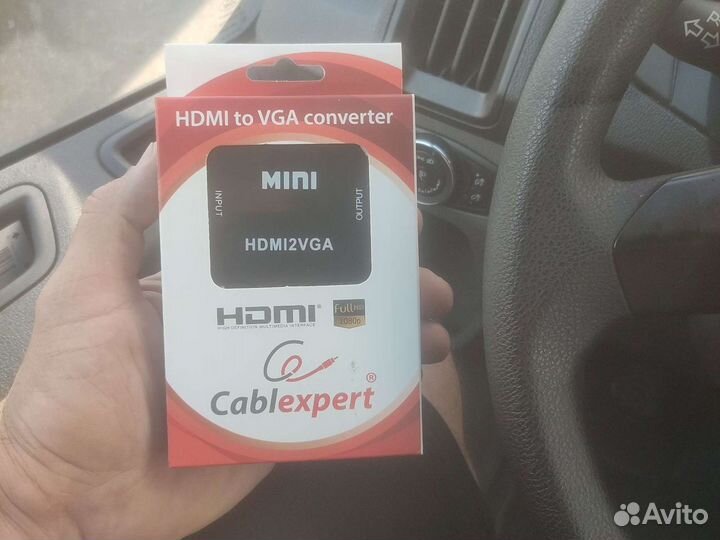 HDMI to VGA converter
MINI
INPUT
OUTPUT
HDMI2VGA
HDMI®
HIGH DEFINITION MULTIMEDIA INTERFACE
Full HD
1080p
Cablexpert®
Avito